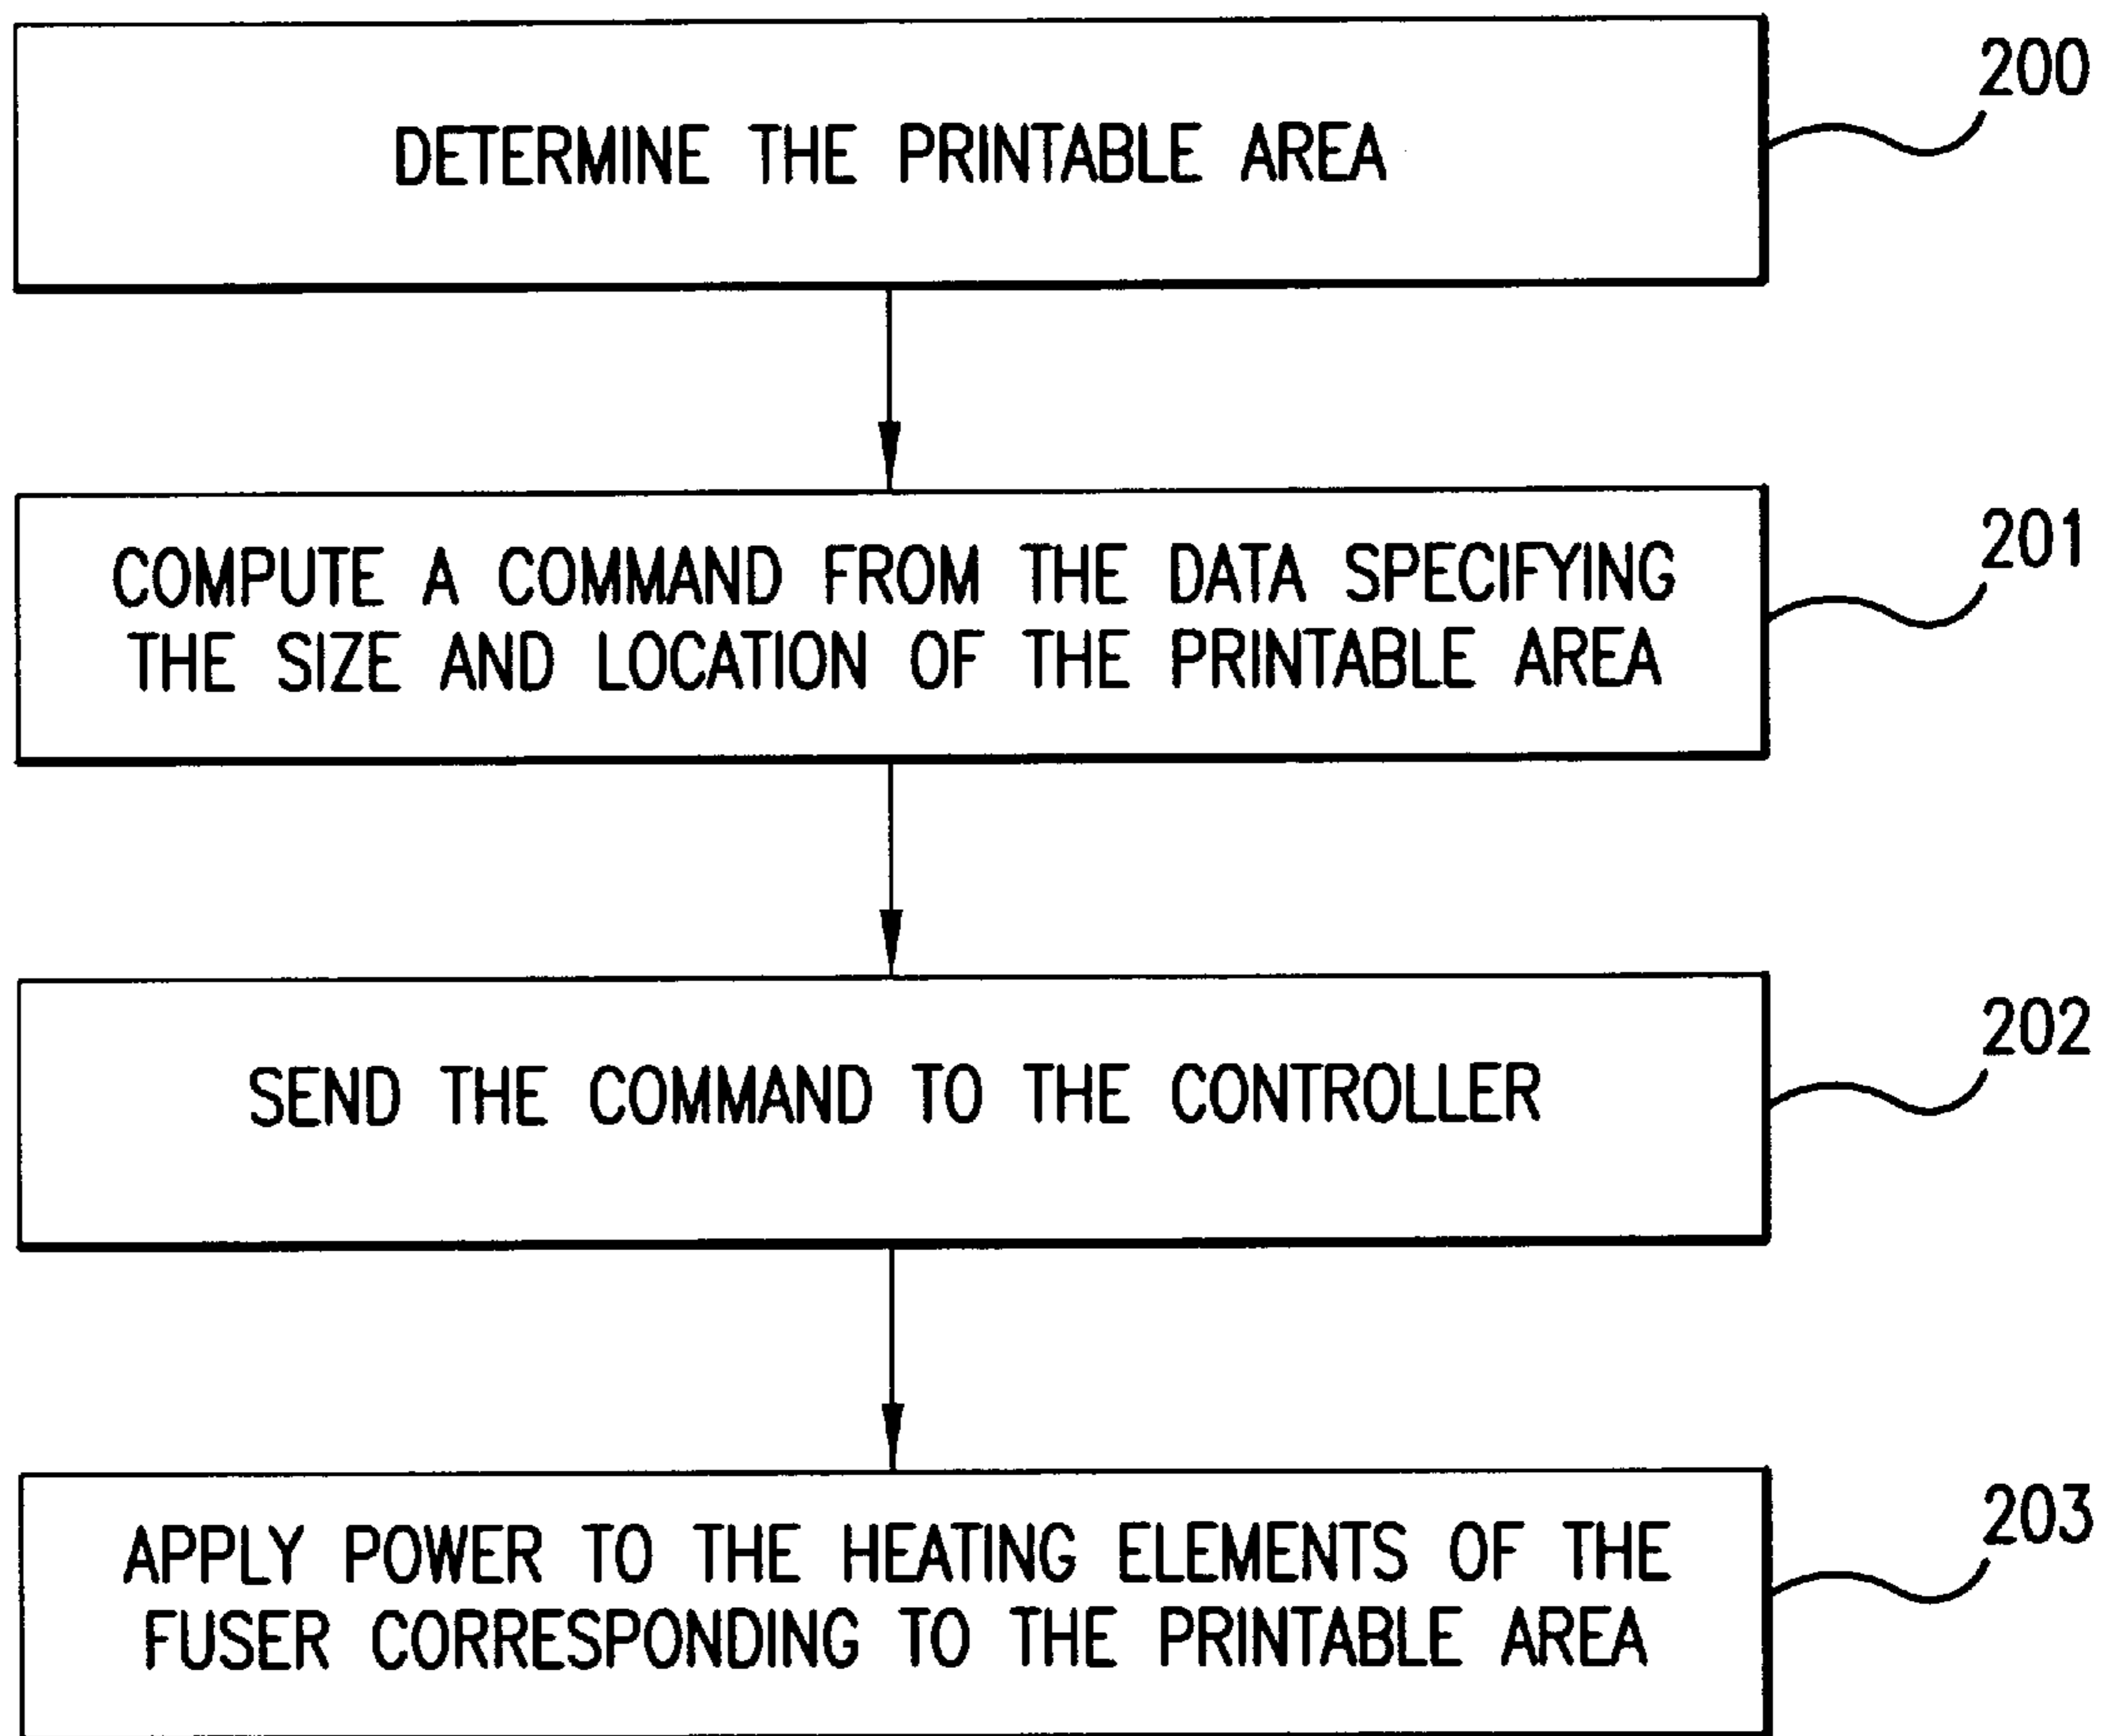 DETERMINE THE PRINTABLE AREA
200
COMPUTE A COMMAND FROM THE DATA SPECIFYING
THE SIZE AND LOCATION OF THE PRINTABLE AREA
201
SEND THE COMMAND TO THE CONTROLLER
202
APPLY POWER TO THE HEATING ELEMENTS OF THE
FUSER CORRESPONDING TO THE PRINTABLE AREA
203